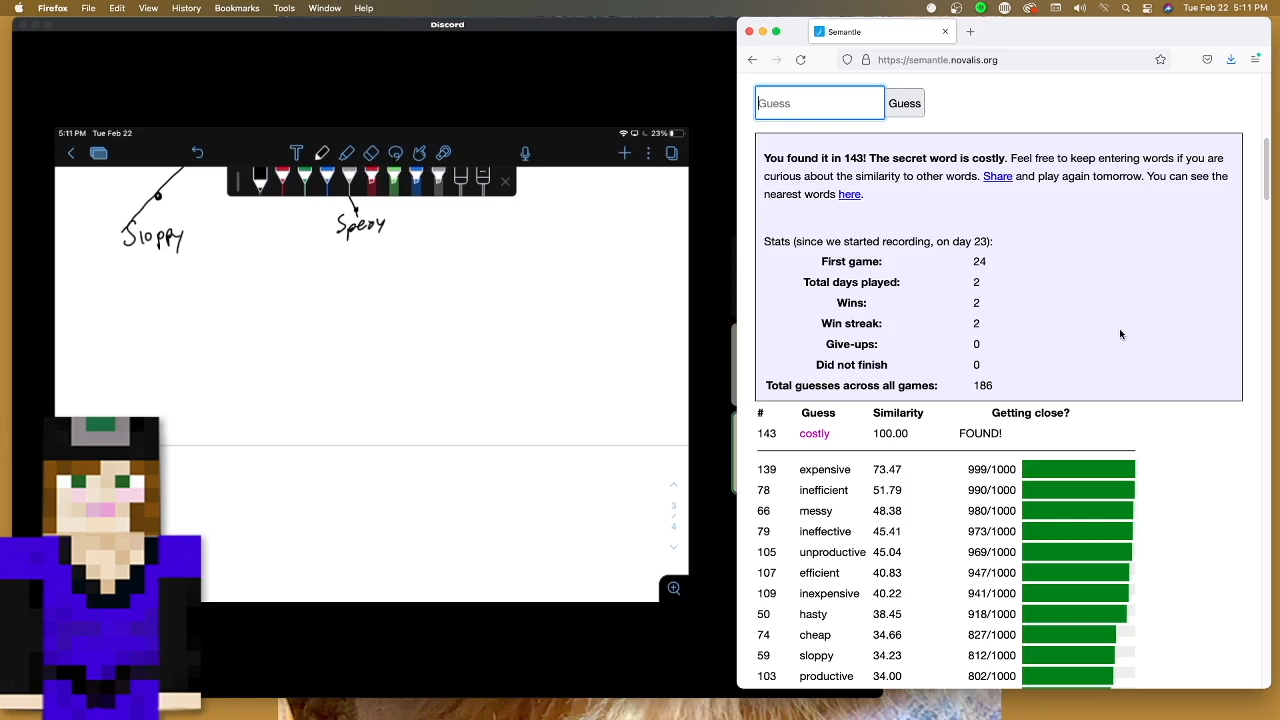 Firefox File Edit View History Bookmarks Tools Window Help
Tue Feb 22 5:11 PM
Discord
Semantle
https://semantle.novalis.org
Guess
Guess
5:11 PM Tue Feb 22
23%
Sloppy
3
/
4
You found it in 143! The secret word is costly. Feel free to keep entering words if you are
curious about the similarity to other words. Share and play again tomorrow. You can see the
nearest words here.
Stats (since we started recording, on day 23):
First game: 24
Total days played: 2
Wins: 2
Win streak: 2
Give-ups: 0
Did not finish 0
Total guesses across all games: 186
# Guess Similarity Getting close?
143 costly 100.00 FOUND!
139 expensive 73.47 999/1000
78 inefficient 51.79 990/1000
66 messy 48.38 980/1000
79 ineffective 45.41 973/1000
105 unproductive 45.04 969/1000
107 efficient 40.83 947/1000
109 inexpensive 40.22 941/1000
50 hasty 38.45 918/1000
74 cheap 34.66 827/1000
59 sloppy 34.23 812/1000
103 productive 34.00 802/1000